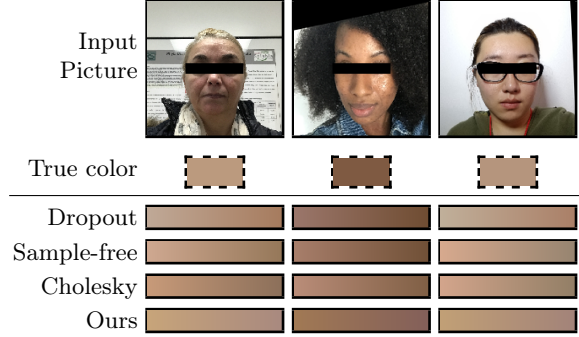 Input
Picture
True color
Dropout
Sample-free
Cholesky
Ours